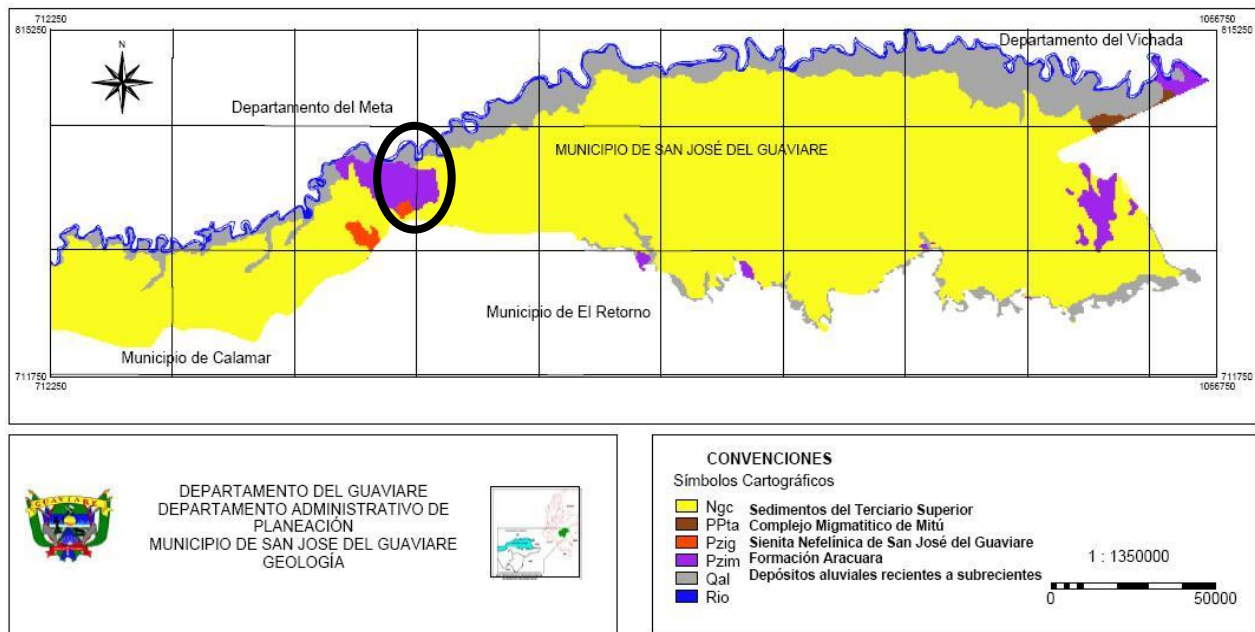 712250
1066750
815250
815250
Departamento del Vichada
N
Departamento del Meta
MUNICIPIO DE SAN JOSÉ DEL GUAVIARE
Municipio de El Retorno
Municipio de Calamar
711750
711750
712250
1066750
GUAVIARE
DEPARTAMENTO DEL GUAVIARE
DEPARTAMENTO ADMINISTRATIVO DE
PLANEACIÓN
MUNICIPIO DE SAN JOSE DEL GUAVIARE
GEOLOGÍA
CONVENCIONES
Símbolos Cartográficos
Ngc Sedimentos del Terciario Superior
PPta Complejo Migmatitico de Mitú
Pzig Sienita Nefelínica de San José del Guaviare
Pzim Formación Aracuara
Qal Depósitos aluviales recientes a subrecientes
Rio
1 : 1350000
0 50000